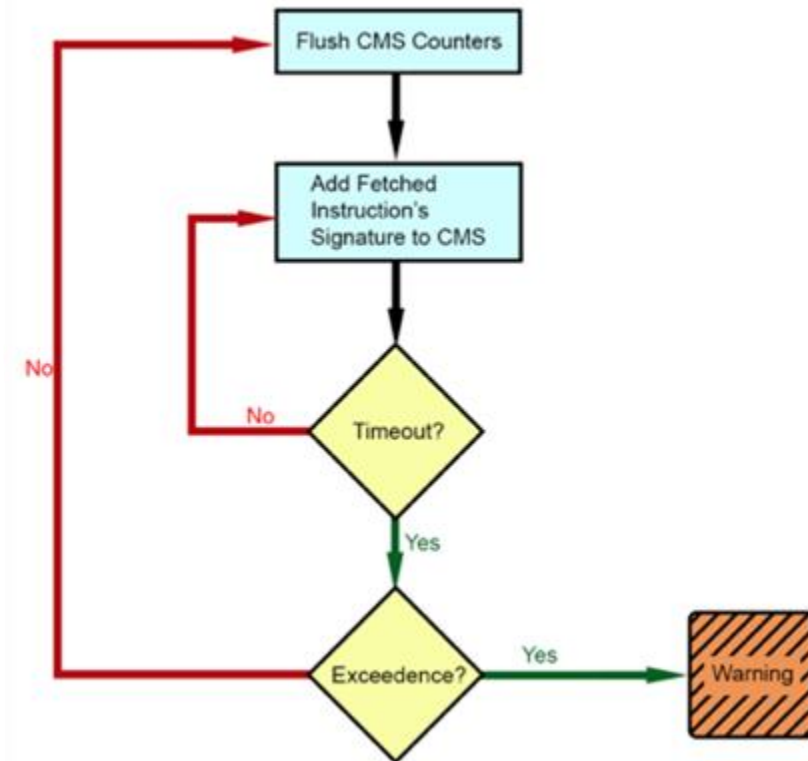 Flush CMS Counters
Add Fetched
Instruction's
Signature to CMS
No
No
Timeout?
Yes
Exceedence?
Yes
Warning